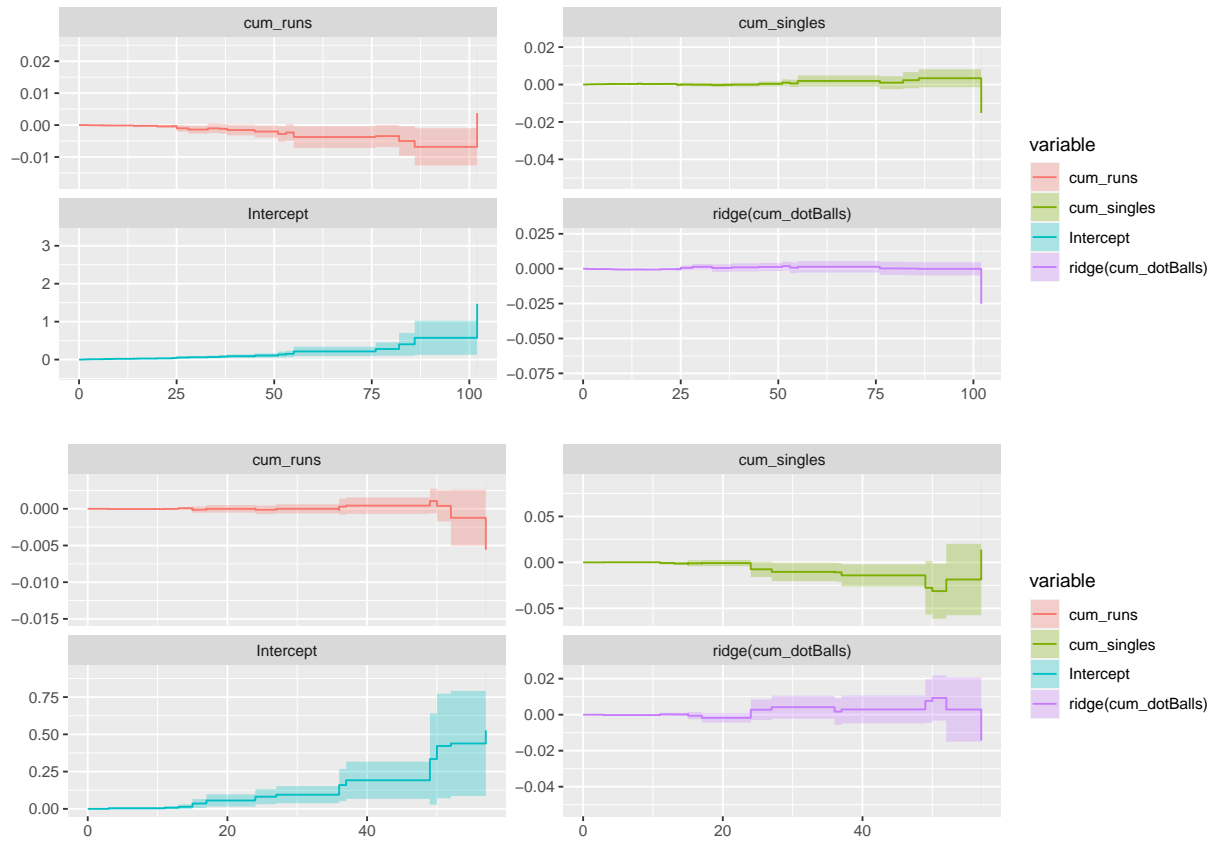 cum_runs
cum_singles
0.02
0.01
0.00
−0.01
0.02
0.00
−0.02
−0.04
Intercept
ridge(cum_dotBalls)
3
2
1
0
0.025
0.000
−0.025
−0.050
−0.075
0 25 50 75 100
0 25 50 75 100
variable
cum_runs
cum_singles
Intercept
ridge(cum_dotBalls)
cum_runs
cum_singles
0.000
−0.005
−0.010
−0.015
0.05
0.00
−0.05
Intercept
ridge(cum_dotBalls)
0.75
0.50
0.25
0.00
0.02
0.00
−0.02
−0.04
0 20 40
0 20 40
variable
cum_runs
cum_singles
Intercept
ridge(cum_dotBalls)